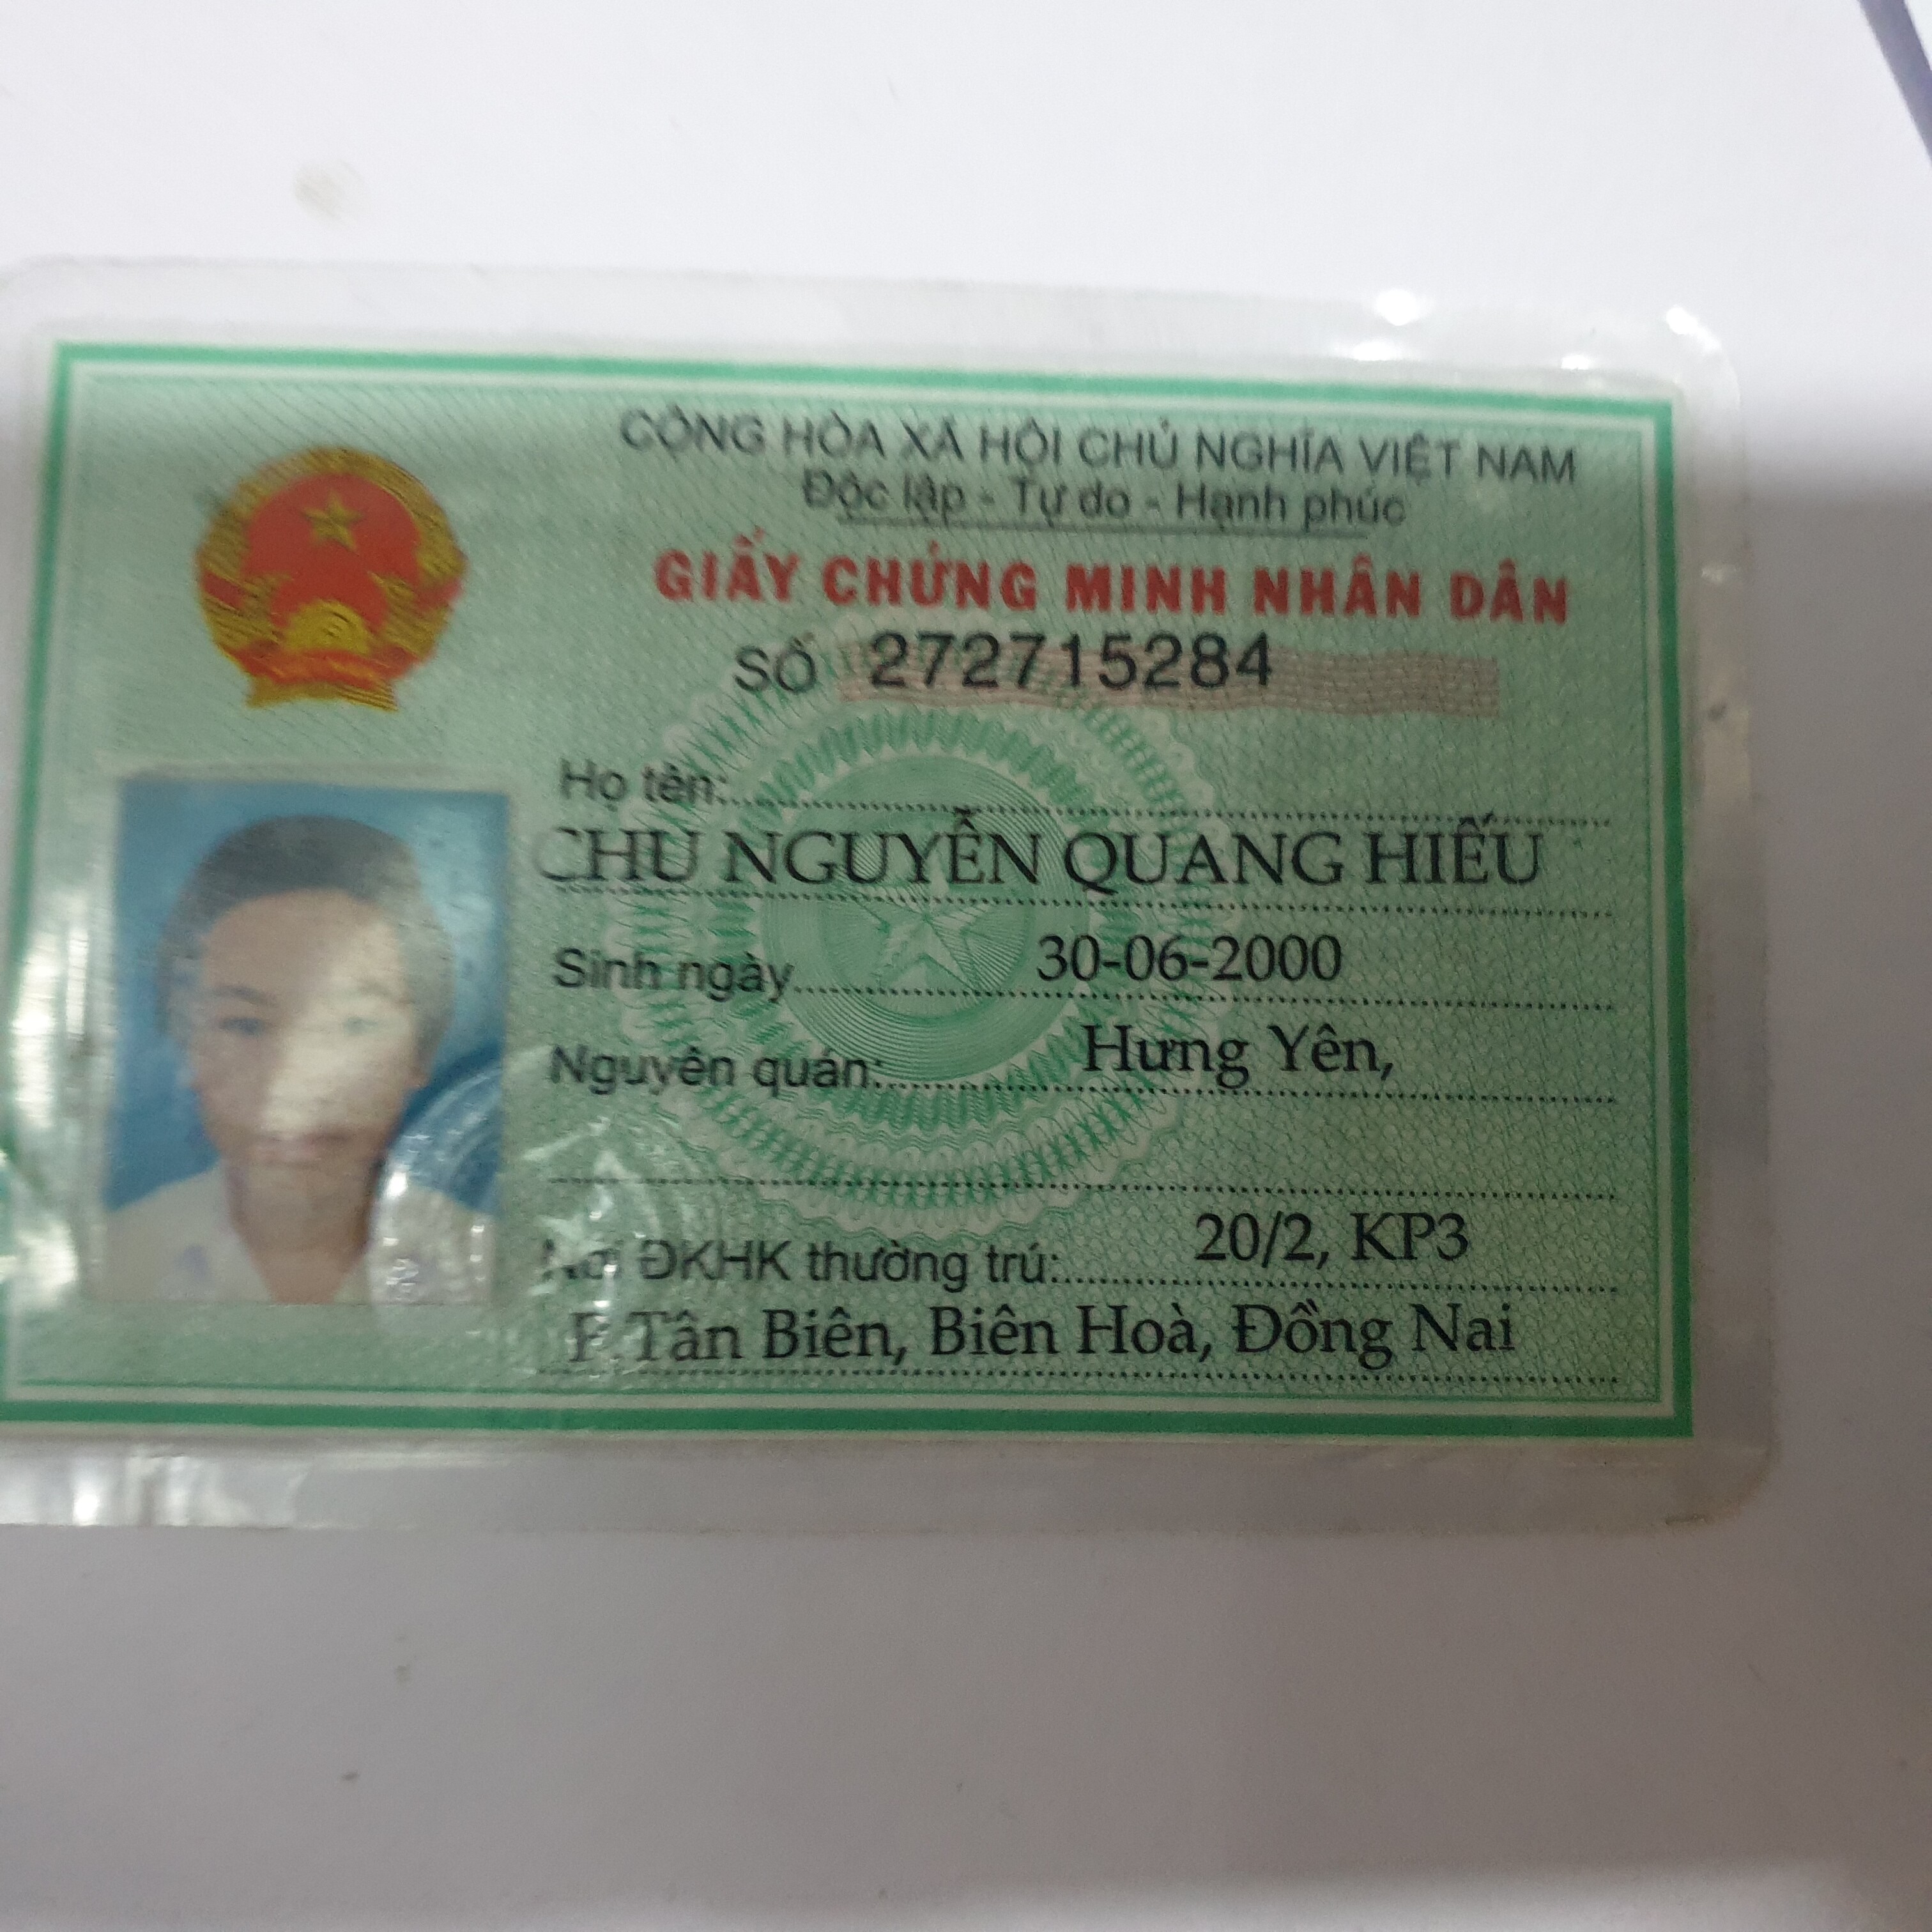 CỘNG HÒA XÃ HỘI CHỦ NGHĨA VIỆT NAM
Độc lập - Tự do - Hạnh phúc
GIẤY CHỨNG MINH NHÂN DÂN
SỐ 272715284
Họ tên:
CHU NGUYỄN QUANG HIẾU
Sinh ngày 30-06-2000
Nguyên quán: Hưng Yên,
Nơi ĐKHK thường trú: 20/2, KP3
P.Tân Biên, Biên Hoà, Đồng Nai